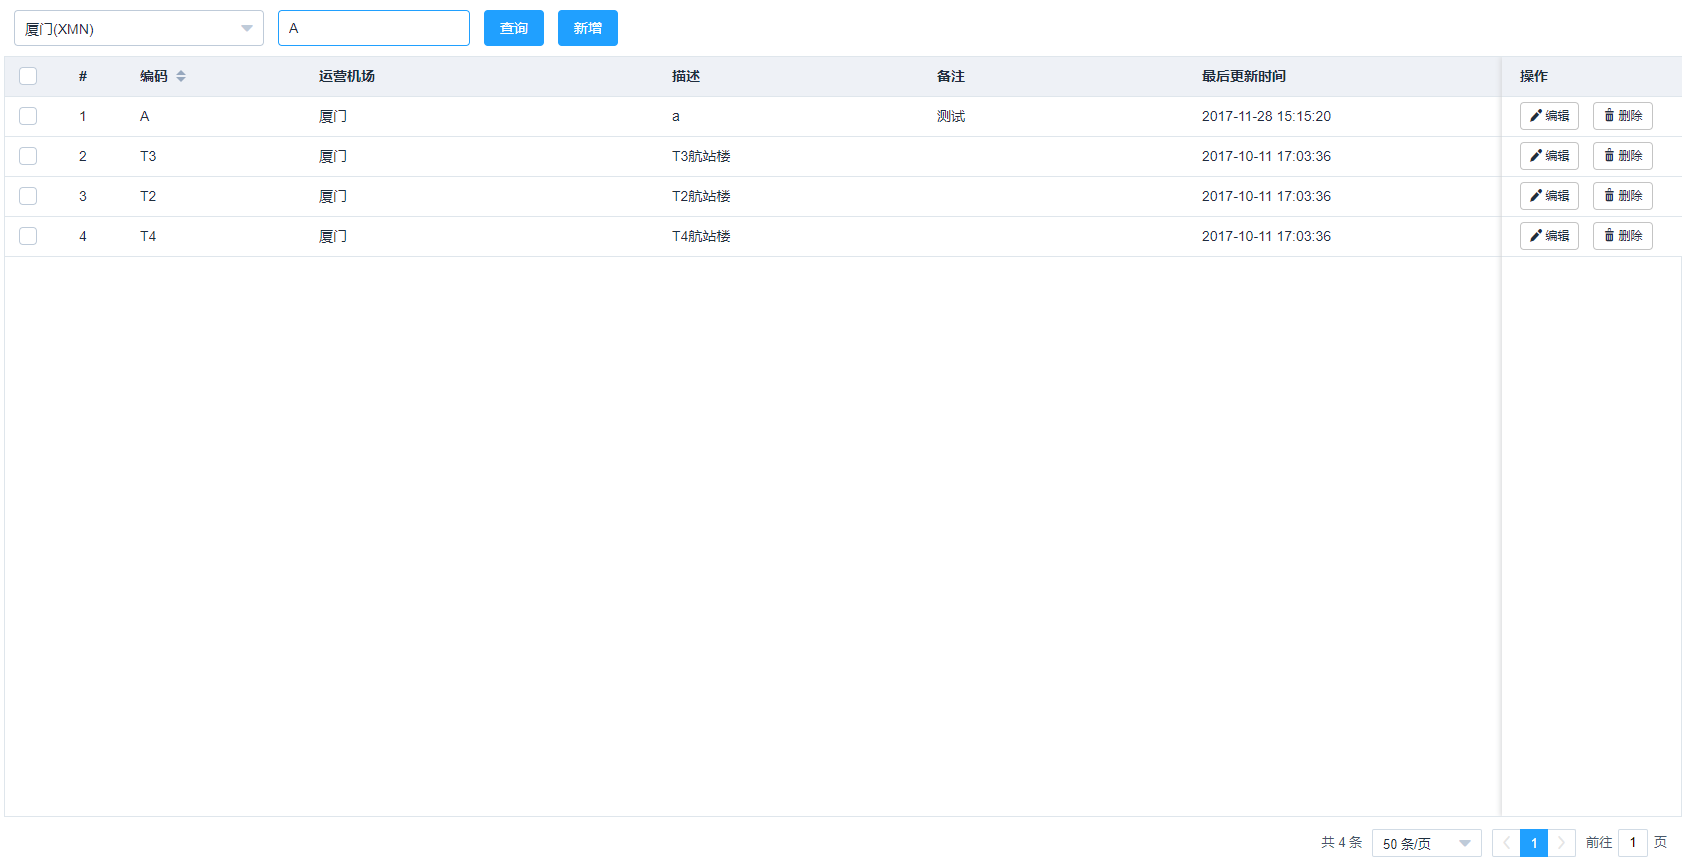 厦门(XMN) A 查询 新增
# 编码 运营机场 描述 备注 最后更新时间 操作
1 A 厦门 a 测试 2017-11-28 15:15:20 编辑 删除
2 T3 厦门 T3航站楼 2017-10-11 17:03:36 编辑 删除
3 T2 厦门 T2航站楼 2017-10-11 17:03:36 编辑 删除
4 T4 厦门 T4航站楼 2017-10-11 17:03:36 编辑 删除
共 4 条 50 条/页 1 前往 1 页